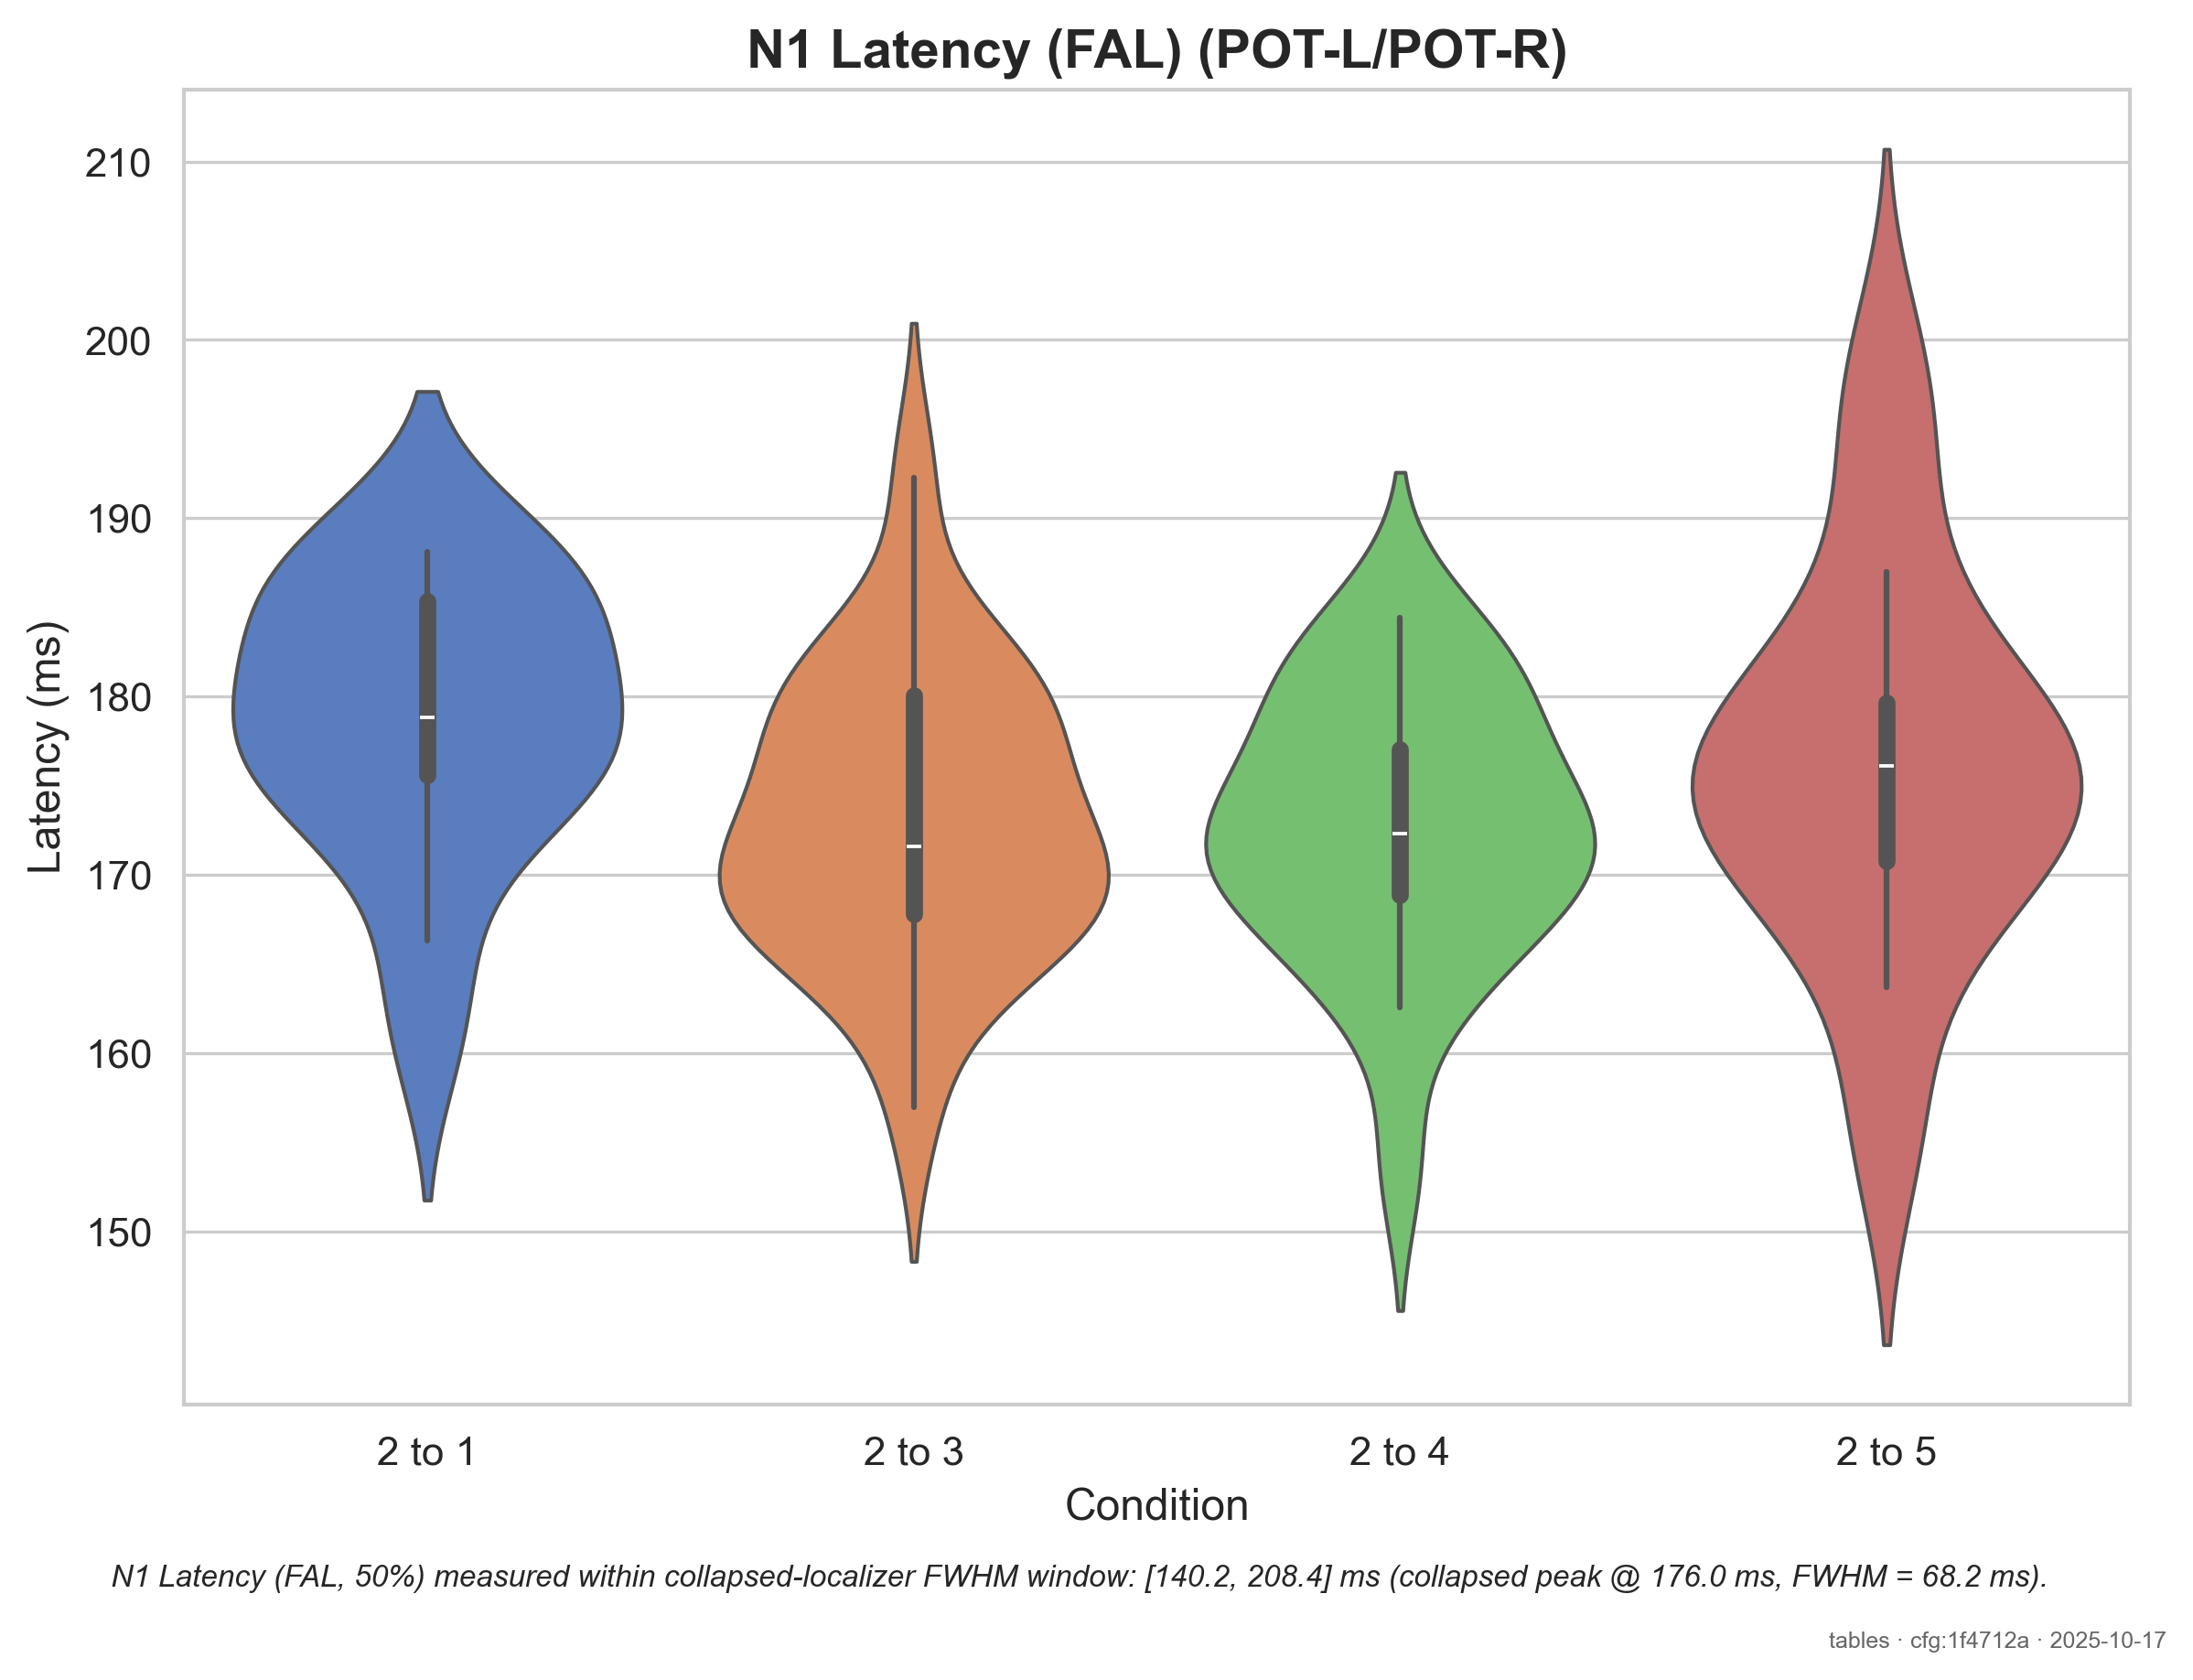 N1 Latency (FAL) (POT-L/POT-R)
210
200
190
180
170
160
150
Latency (ms)
2 to 1
2 to 3
2 to 4
2 to 5
Condition
N1 Latency (FAL, 50%) measured within collapsed-localizer FWHM window: [140.2, 208.4] ms (collapsed peak @ 176.0 ms, FWHM = 68.2 ms).
tables · cfg:1f4712a · 2025-10-17